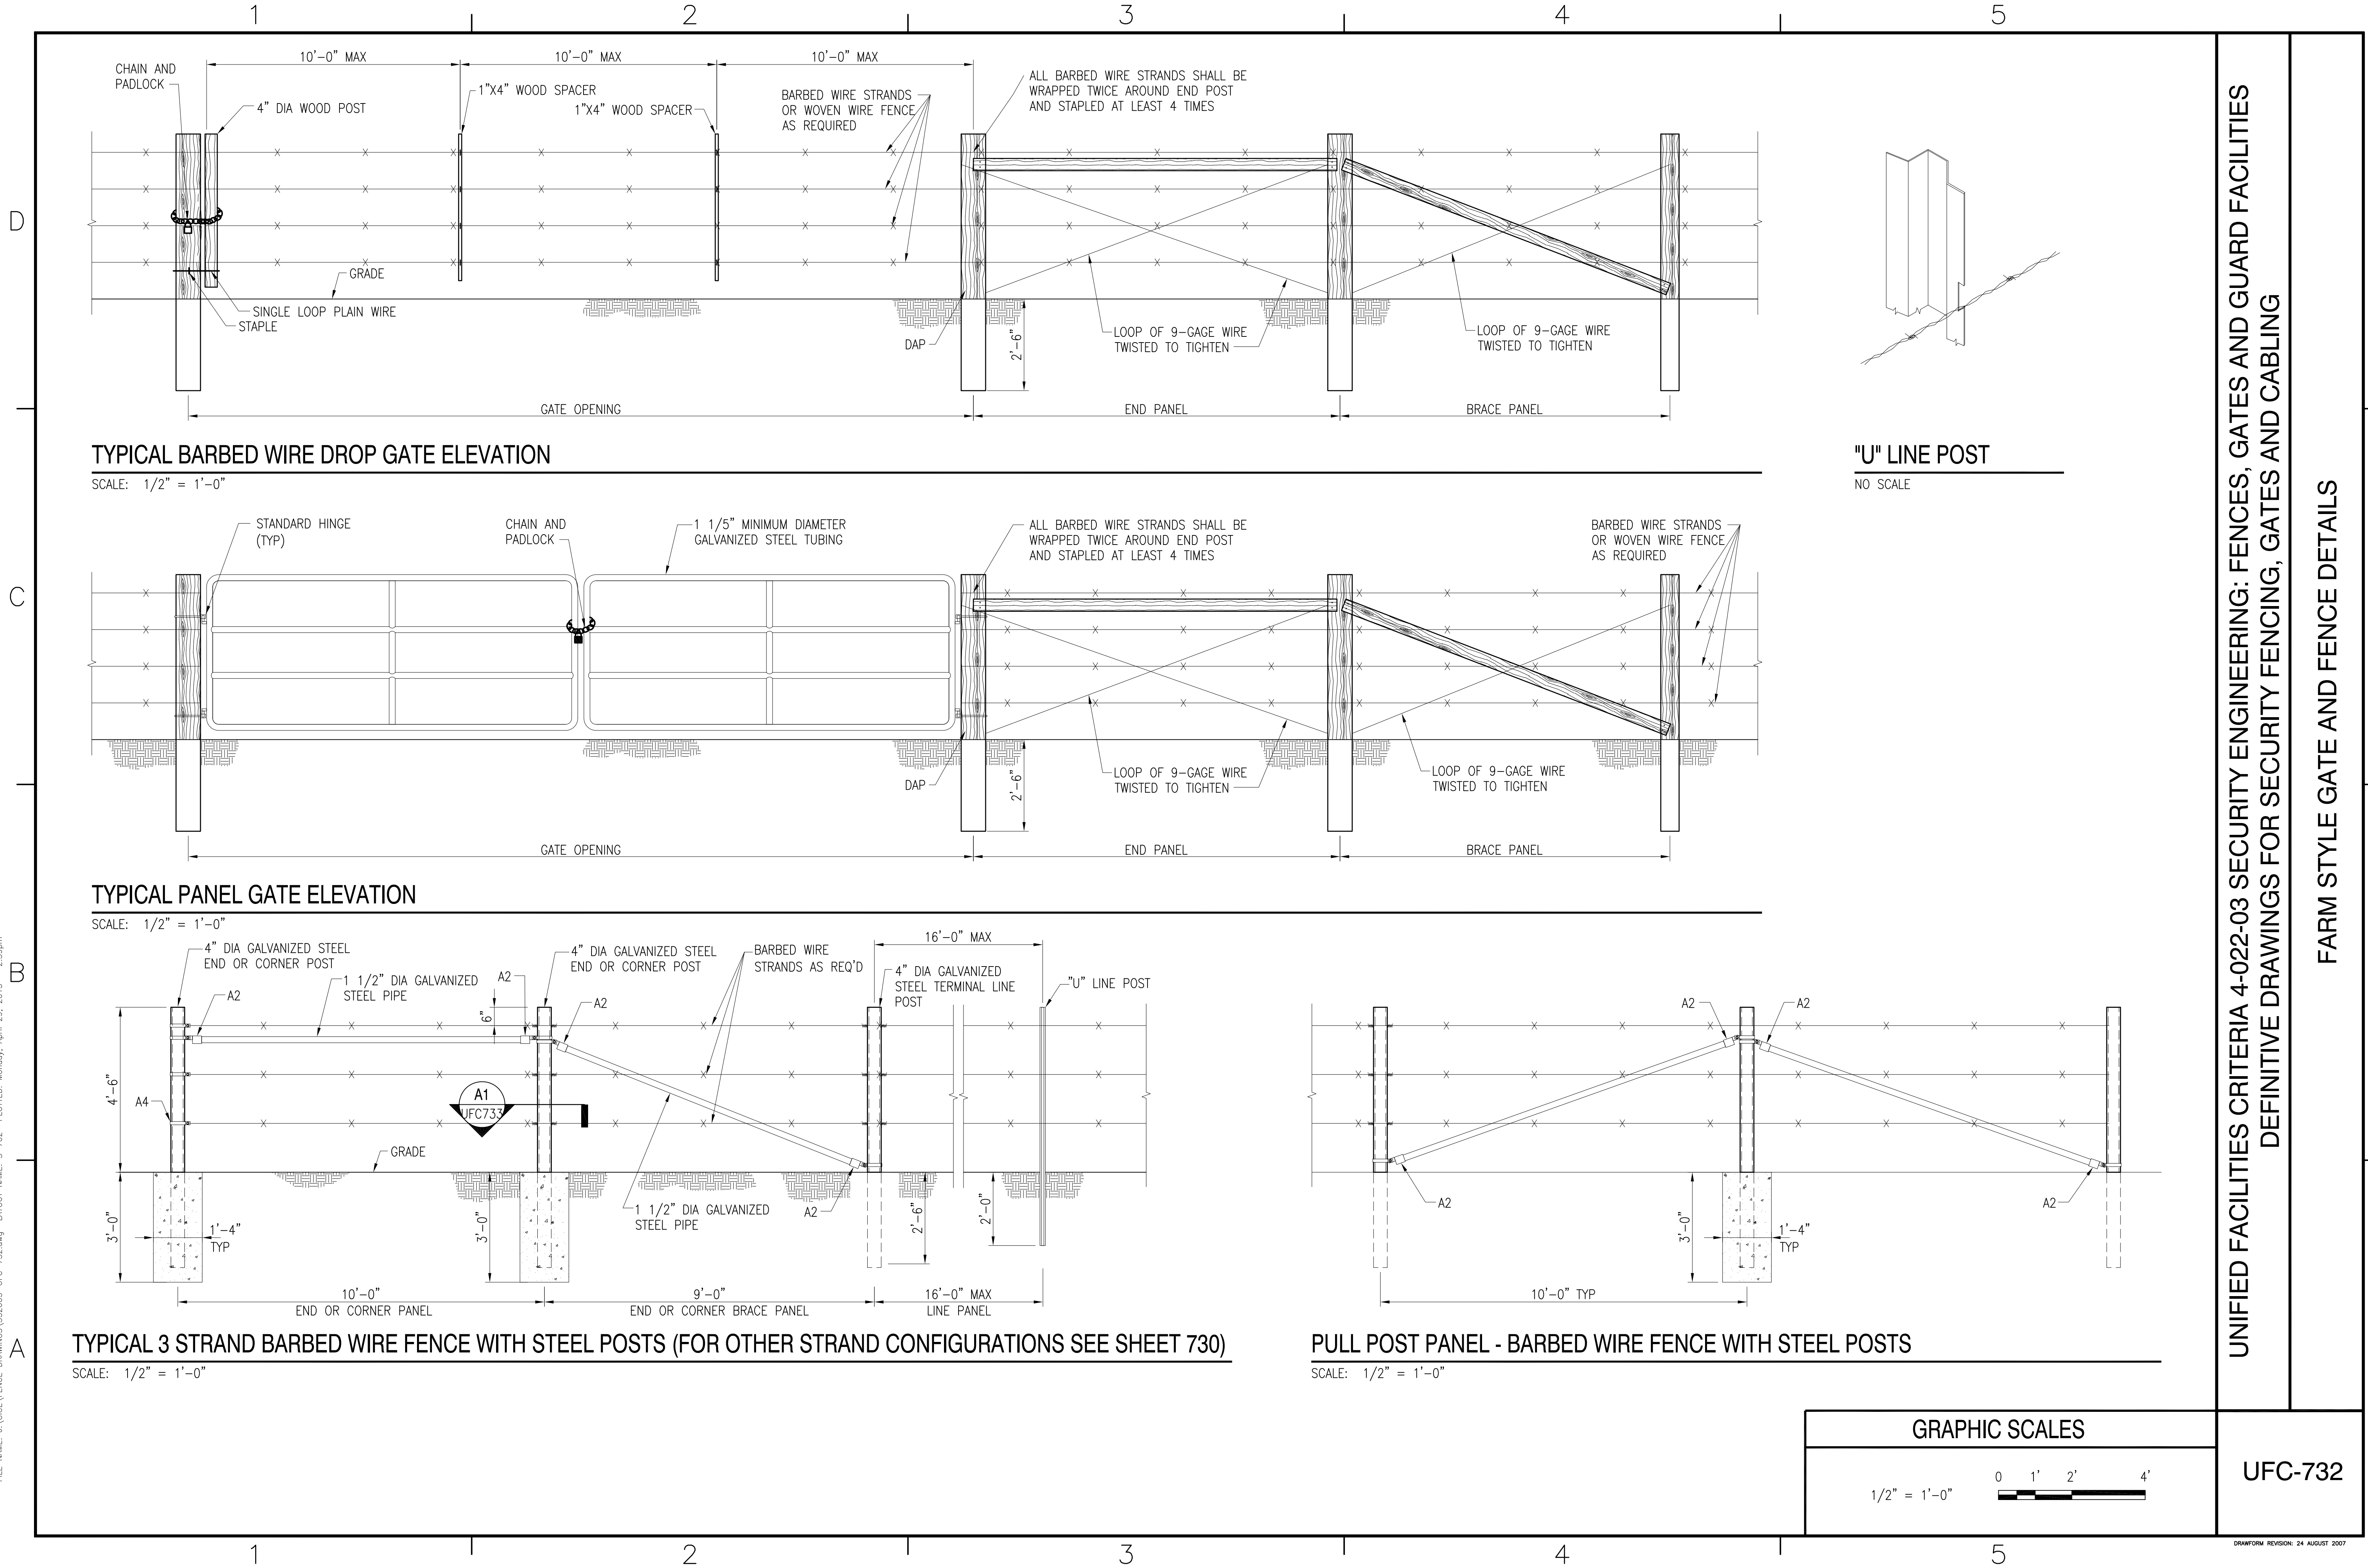 1 2 3 4 5
D
C
B
A
10'-0" MAX
10'-0" MAX
10'-0" MAX
CHAIN AND
PADLOCK
4" DIA WOOD POST
1"X4" WOOD SPACER
1"X4" WOOD SPACER
BARBED WIRE STRANDS
OR WOVEN WIRE FENCE
AS REQUIRED
ALL BARBED WIRE STRANDS SHALL BE
WRAPPED TWICE AROUND END POST
AND STAPLED AT LEAST 4 TIMES
GRADE
SINGLE LOOP PLAIN WIRE
STAPLE
DAP
2'-6"
LOOP OF 9-GAGE WIRE
TWISTED TO TIGHTEN
LOOP OF 9-GAGE WIRE
TWISTED TO TIGHTEN
GATE OPENING
END PANEL
BRACE PANEL
TYPICAL BARBED WIRE DROP GATE ELEVATION
SCALE: 1/2" = 1'-0"
"U" LINE POST
NO SCALE
STANDARD HINGE
(TYP)
CHAIN AND
PADLOCK
1 1/5" MINIMUM DIAMETER
GALVANIZED STEEL TUBING
ALL BARBED WIRE STRANDS SHALL BE
WRAPPED TWICE AROUND END POST
AND STAPLED AT LEAST 4 TIMES
BARBED WIRE STRANDS
OR WOVEN WIRE FENCE
AS REQUIRED
DAP
2'-6"
LOOP OF 9-GAGE WIRE
TWISTED TO TIGHTEN
LOOP OF 9-GAGE WIRE
TWISTED TO TIGHTEN
GATE OPENING
END PANEL
BRACE PANEL
TYPICAL PANEL GATE ELEVATION
SCALE: 1/2" = 1'-0"
4" DIA GALVANIZED STEEL
END OR CORNER POST
A2
1 1/2" DIA GALVANIZED
STEEL PIPE
A2
6"
4" DIA GALVANIZED STEEL
END OR CORNER POST
A2
BARBED WIRE
STRANDS AS REQ'D
16'-0" MAX
4" DIA GALVANIZED
STEEL TERMINAL LINE
POST
"U" LINE POST
4'-6"
A4
A1
UFC733
GRADE
3'-0"
1'-4"
TYP
3'-0"
1 1/2" DIA GALVANIZED
STEEL PIPE
A2
2'-6"
2'-0"
10'-0"
END OR CORNER PANEL
9'-0"
END OR CORNER BRACE PANEL
16'-0" MAX
LINE PANEL
TYPICAL 3 STRAND BARBED WIRE FENCE WITH STEEL POSTS (FOR OTHER STRAND CONFIGURATIONS SEE SHEET 730)
SCALE: 1/2" = 1'-0"
A2
A2
A2
A2
3'-0"
1'-4"
TYP
10'-0" TYP
PULL POST PANEL - BARBED WIRE FENCE WITH STEEL POSTS
SCALE: 1/2" = 1'-0"
GRAPHIC SCALES
1/2" = 1'-0"
0 1' 2' 4'
UNIFIED FACILITIES CRITERIA 4-022-03 SECURITY ENGINEERING: FENCES, GATES AND GUARD FACILITIES
DEFINITIVE DRAWINGS FOR SECURITY FENCING, GATES AND CABLING
FARM STYLE GATE AND FENCE DETAILS
UFC-732
DRAWFORM REVISION: 24 AUGUST 2007
1 2 3 4 5